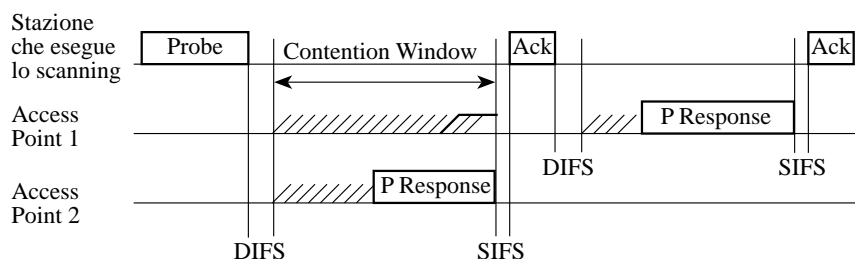 Stazione
che esegue
lo scanning
Probe
Contention Window
Ack
Ack
Access
Point 1
P Response
DIFS
SIFS
Access
Point 2
P Response
DIFS
SIFS